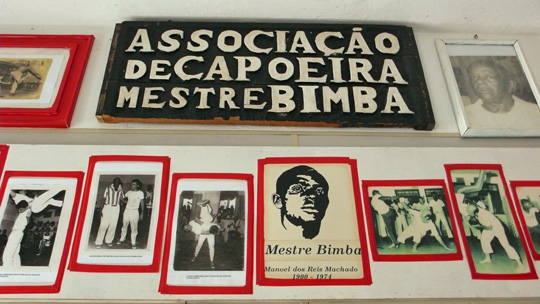 ASSOCIAÇÃO
DE CAPOEIRA
MESTRE BIMBA
Mestre Bimba
Manoel dos Reis Machado
1900 - 1974